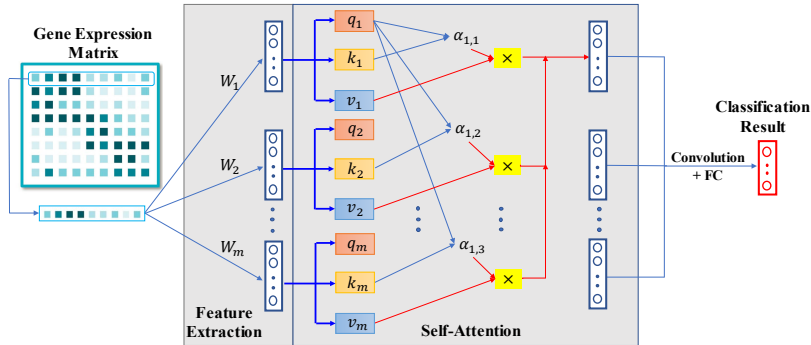 Gene Expression
Matrix
W₁
W₂
Wₘ
Feature
Extraction
q₁
k₁
v₁
q₂
k₂
v₂
qₘ
kₘ
vₘ
α₁,₁
α₁,₂
α₁,₃
×
×
×
Self-Attention
Convolution
+ FC
Classification
Result